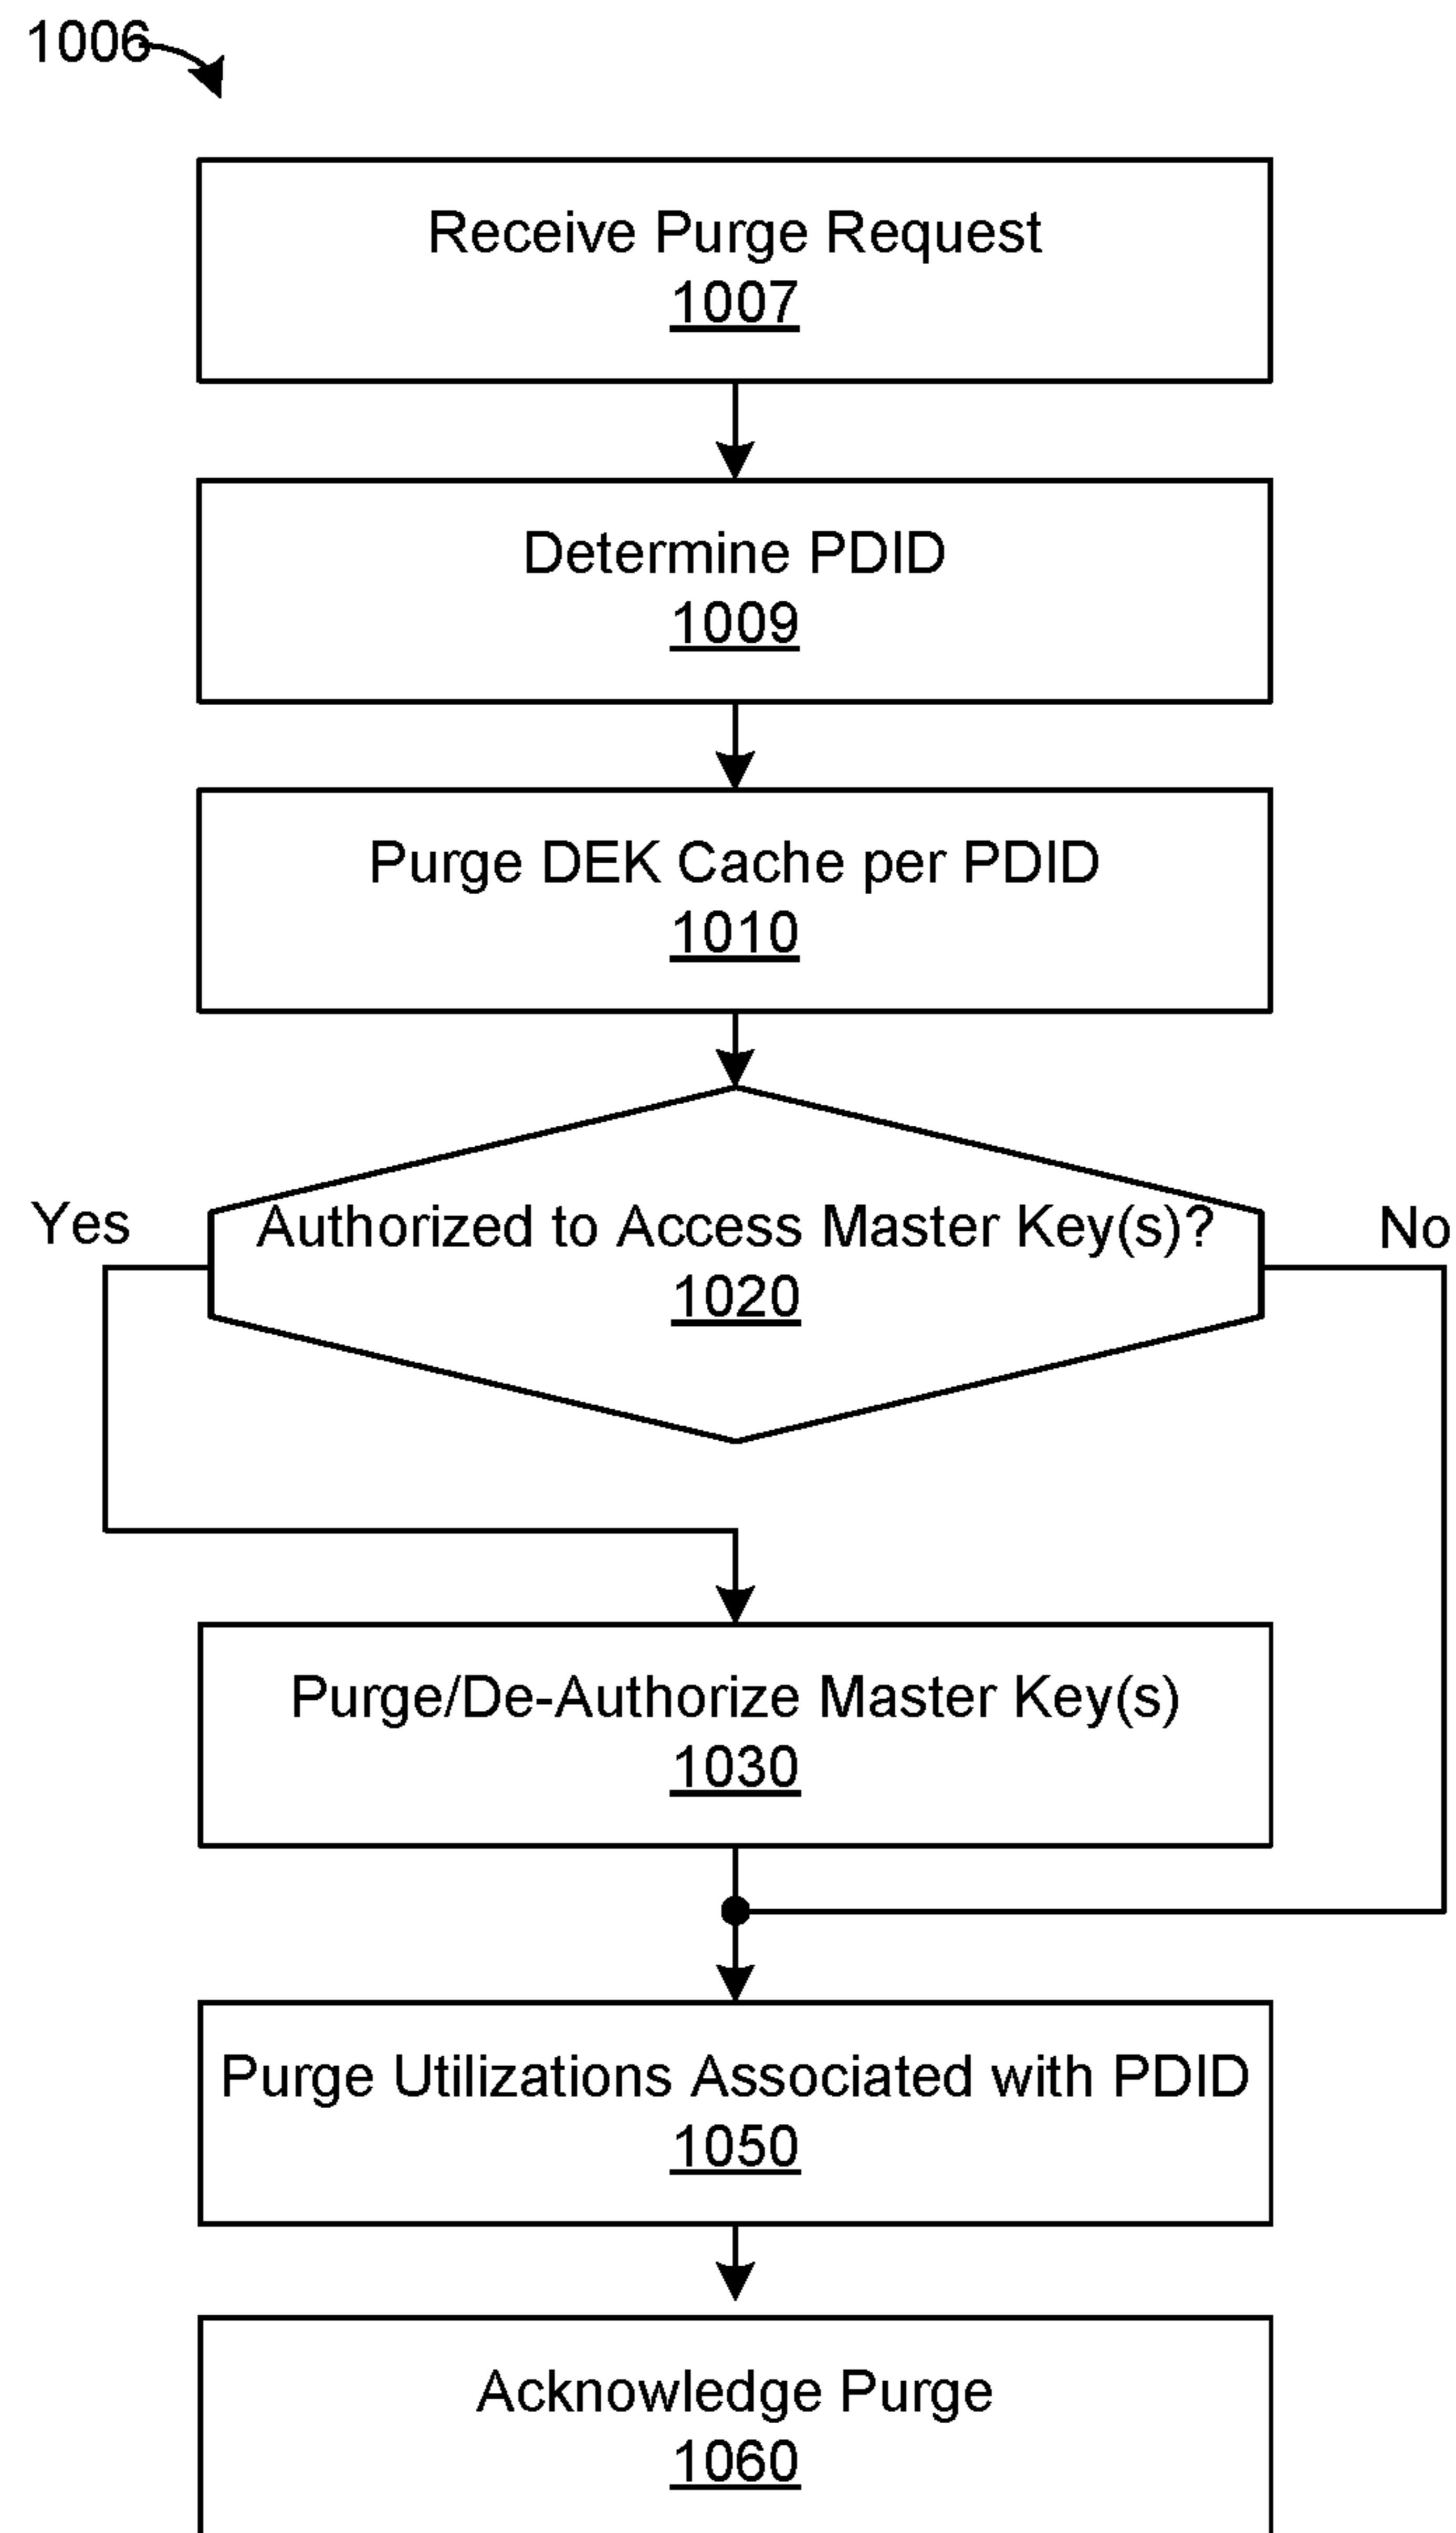 1006
Receive Purge Request
1007
Determine PDID
1009
Purge DEK Cache per PDID
1010
Yes
Authorized to Access Master Key(s)?
No
1020
Purge/De-Authorize Master Key(s)
1030
Purge Utilizations Associated with PDID
1050
Acknowledge Purge
1060